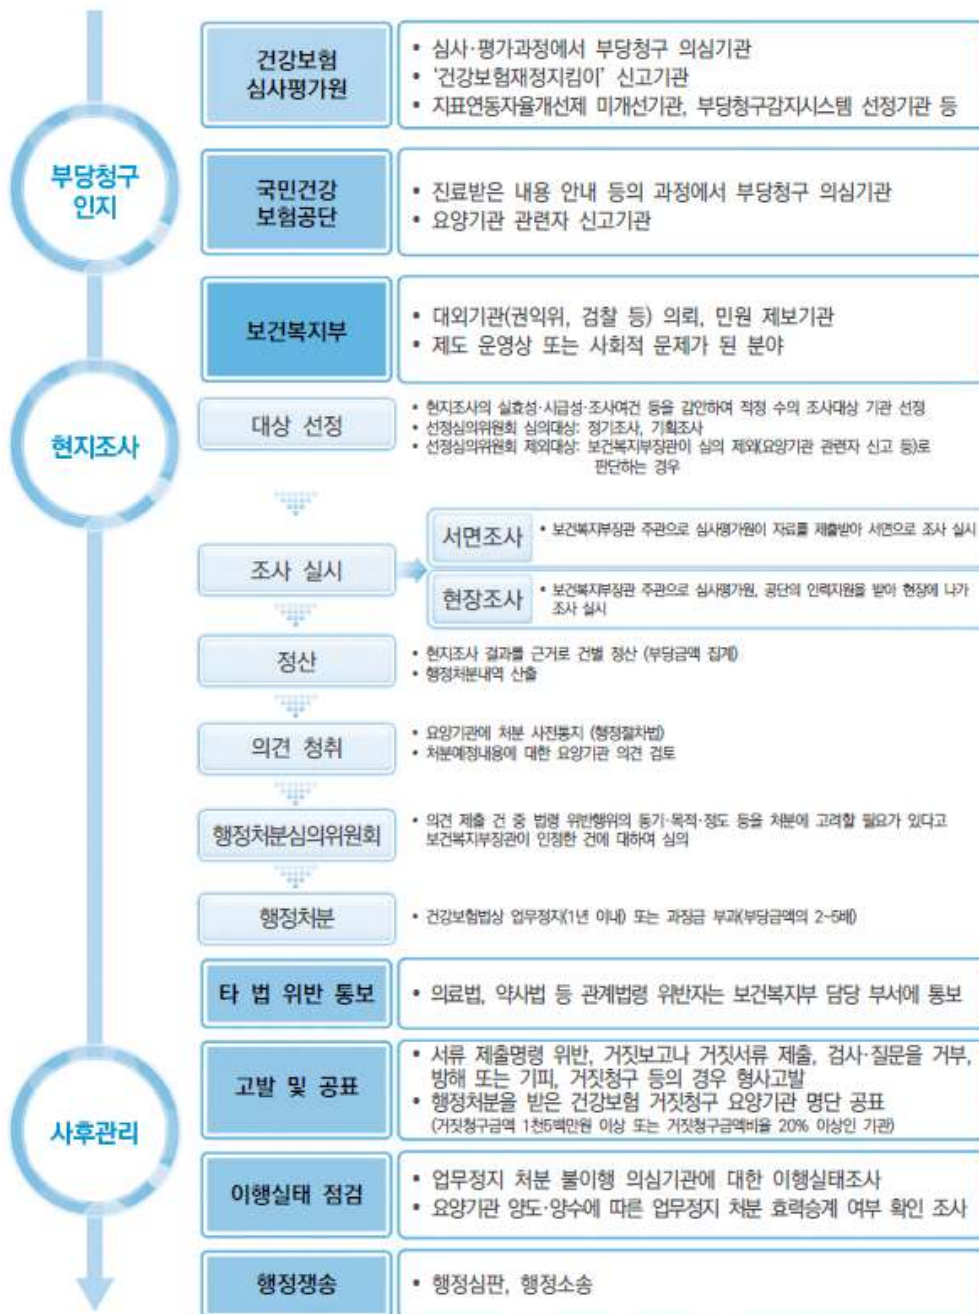 부당청구
인지
건강보험
심사평가원
• 심사·평가과정에서 부당청구 의심기관
• ‘건강보험재정지킴이’ 신고기관
• 지표연동자율개선제 미개선기관, 부당청구감지시스템 선정기관 등
국민건강
보험공단
• 진료받은 내용 안내 등의 과정에서 부당청구 의심기관
• 요양기관 관련자 신고기관
보건복지부
• 대외기관(권익위, 검찰 등) 의뢰, 민원 제보기관
• 제도 운영상 또는 사회적 문제가 된 분야
현지조사
대상 선정
• 현지조사의 실효성·시급성·조사여건 등을 감안하여 적정 수의 조사대상 기관 선정
• 선정심의위원회 심의대상: 정기조사, 기획조사
• 선정심의위원회 제외대상: 보건복지부장관이 심의 제외(요양기관 관련자 신고 등)로
판단하는 경우
조사 실시
서면조사
• 보건복지부장관 주관으로 심사평가원이 자료를 제출받아 서면으로 조사 실시
현장조사
• 보건복지부장관 주관으로 심사평가원, 공단의 인력지원을 받아 현장에 나가
조사 실시
정산
• 현지조사 결과를 근거로 건별 정산 (부당금액 집계)
• 행정처분내역 산출
의견 청취
• 요양기관에 처분 사전통지 (행정절차법)
• 처분예정내용에 대한 요양기관 의견 검토
행정처분심의위원회
• 의견 제출 건 중 법령 위반행위의 동기·목적·정도 등을 처분에 고려할 필요가 있다고
보건복지부장관이 인정한 건에 대하여 심의
행정처분
• 건강보험법상 업무정지(1년 이내) 또는 과징금 부과(부당금액의 2~5배)
사후관리
타 법 위반 통보
• 의료법, 약사법 등 관계법령 위반자는 보건복지부 담당 부서에 통보
고발 및 공표
• 서류 제출명령 위반, 거짓보고나 거짓서류 제출, 검사·질문을 거부,
방해 또는 기피, 거짓청구 등의 경우 형사고발
• 행정처분을 받은 건강보험 거짓청구 요양기관 명단 공표
(거짓청구금액 1천5백만원 이상 또는 거짓청구금액비율 20% 이상인 기관)
이행실태 점검
• 업무정지 처분 불이행 의심기관에 대한 이행실태조사
• 요양기관 양도·양수에 따른 업무정지 처분 효력승계 여부 확인 조사
행정쟁송
• 행정심판, 행정소송